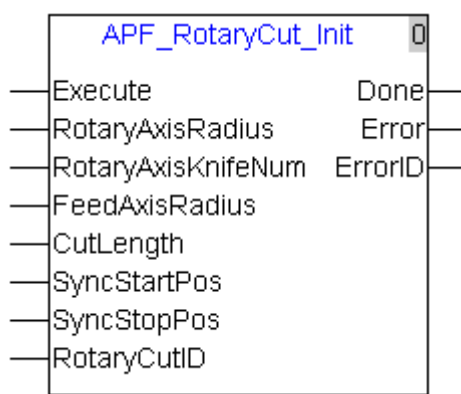 APF_RotaryCut_Init 0
Execute Done
RotaryAxisRadius Error
RotaryAxisKnifeNum ErrorID
FeedAxisRadius
CutLength
SyncStartPos
SyncStopPos
RotaryCutID